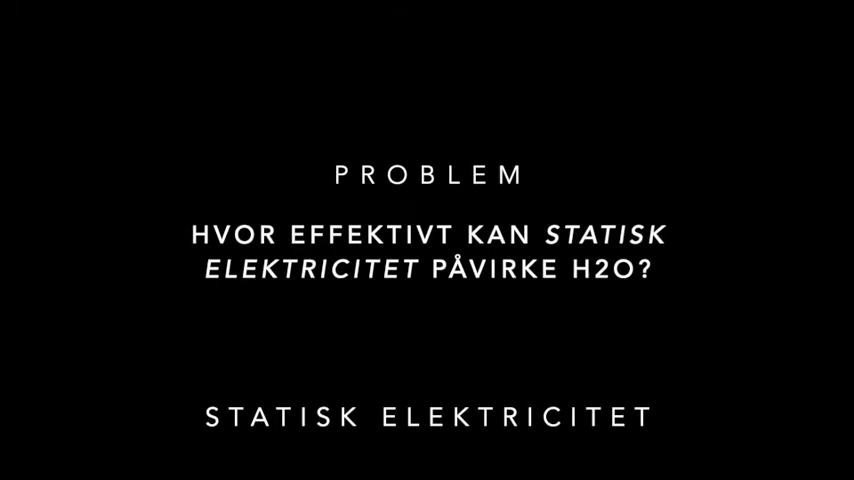 PROBLEM
HVOR EFFEKTIVT KAN STATISK
ELEKTRICITET PÅVIRKE H2O?
STATISK ELEKTRICITET